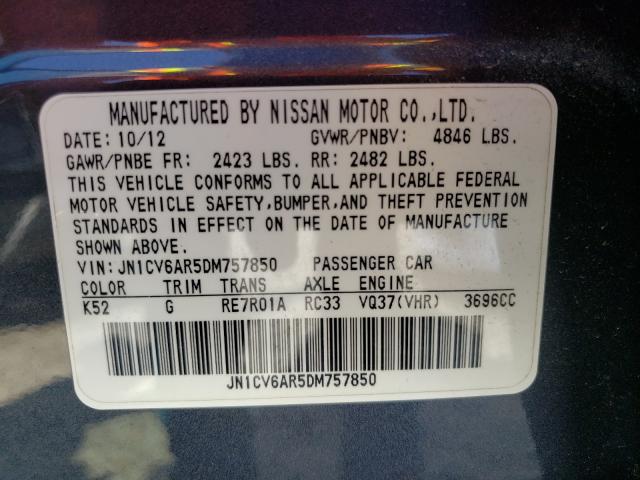 MANUFACTURED BY NISSAN MOTOR CO.,LTD.
DATE: 10/12 GVWR/PNBV: 4846 LBS.
GAWR/PNBE FR: 2423 LBS. RR: 2482 LBS.
THIS VEHICLE CONFORMS TO ALL APPLICABLE FEDERAL
MOTOR VEHICLE SAFETY,BUMPER,AND THEFT PREVENTION
STANDARDS IN EFFECT ON THE DATE OF MANUFACTURE
SHOWN ABOVE.
VIN: JN1CV6AR5DM757850 PASSENGER CAR
COLOR TRIM TRANS AXLE ENGINE
K52 G RE7R01A RC33 VQ37(VHR) 3696CC
JN1CV6AR5DM757850